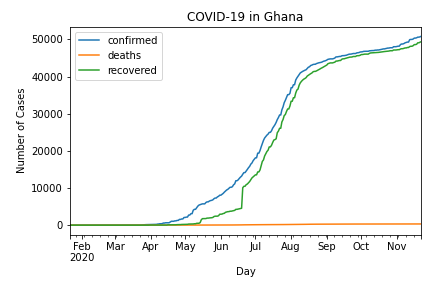 COVID-19 in Ghana
confirmed
deaths
recovered
Number of Cases
50000
40000
30000
20000
10000
0
Feb Mar Apr May Jun Jul Aug Sep Oct Nov
2020
Day